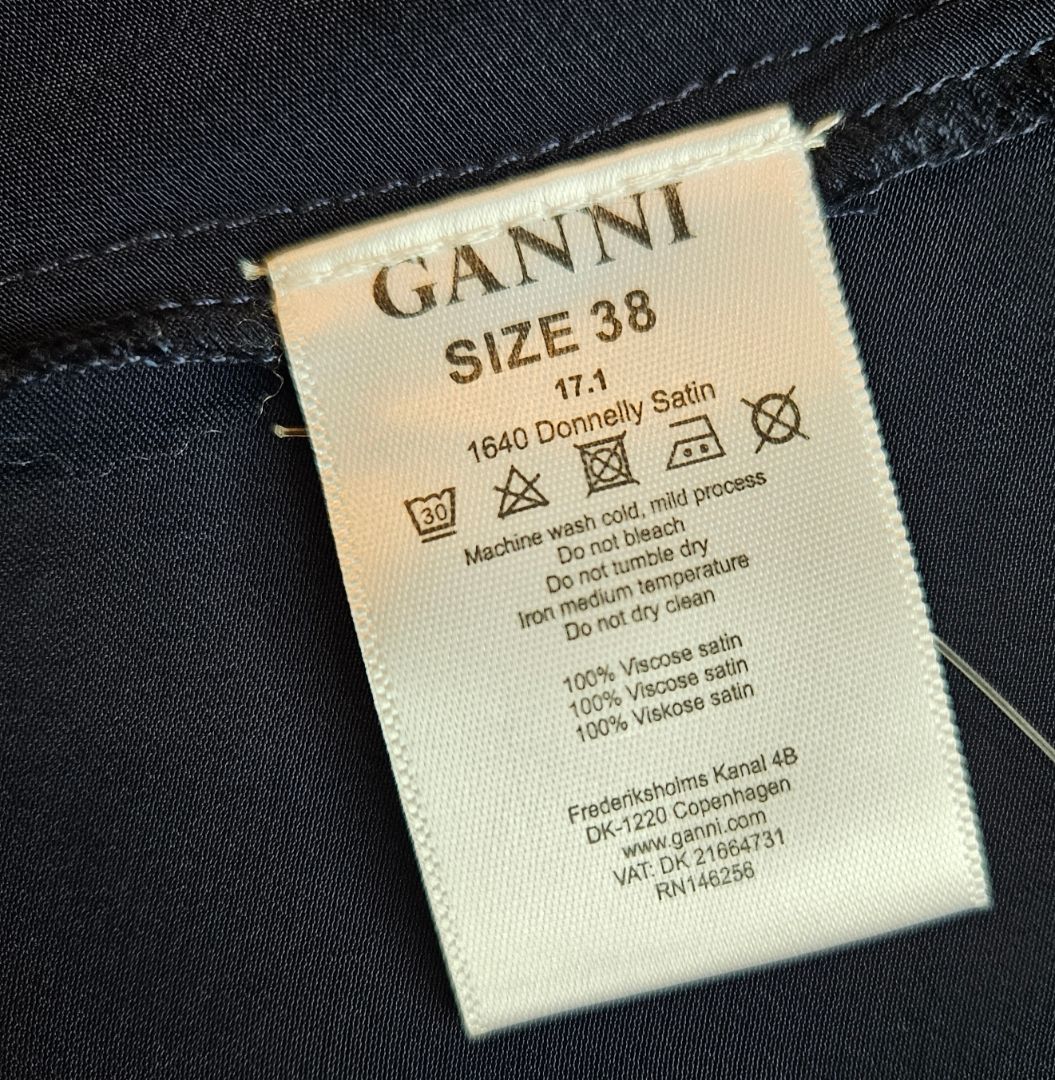 GANNI
SIZE 38
17.1
1640 Donnelly Satin
30
Machine wash cold, mild process
Do not bleach
Do not tumble dry
Iron medium temperature
Do not dry clean
100% Viscose satin
100% Viscose satin
100% Viskose satin
Frederiksholms Kanal 4B
DK-1220 Copenhagen
www.ganni.com
VAT: DK 21664731
RN146256